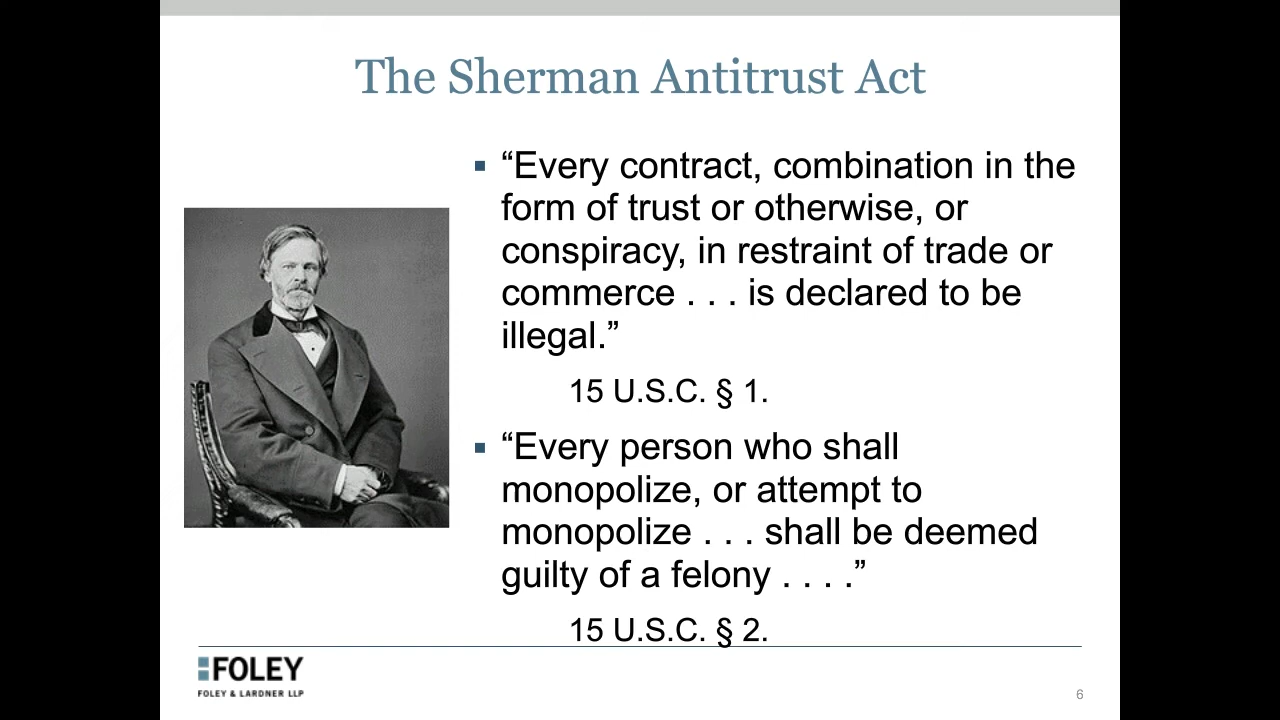 The Sherman Antitrust Act
▪ “Every contract, combination in the
form of trust or otherwise, or
conspiracy, in restraint of trade or
commerce . . . is declared to be
illegal.”
15 U.S.C. § 1.
▪ “Every person who shall
monopolize, or attempt to
monopolize . . . shall be deemed
guilty of a felony . . . .”
15 U.S.C. § 2.
FOLEY
FOLEY & LARDNER LLP
6